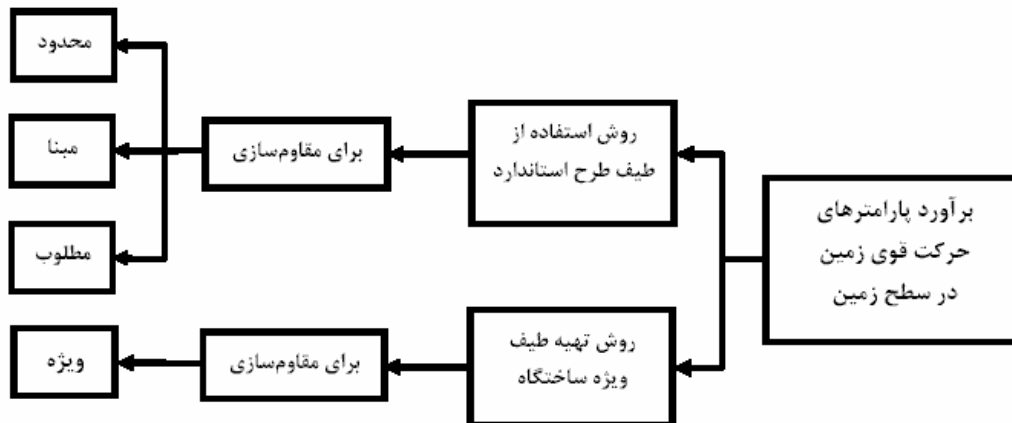 برآورد پارامترهای
حرکت قوی زمین
در سطح زمین
روش استفاده از
طیف طرح استاندارد
برای مقاوم‌سازی
محدود
مبنا
مطلوب
روش تهیه طیف
ویژه ساختگاه
برای مقاوم‌سازی
ویژه